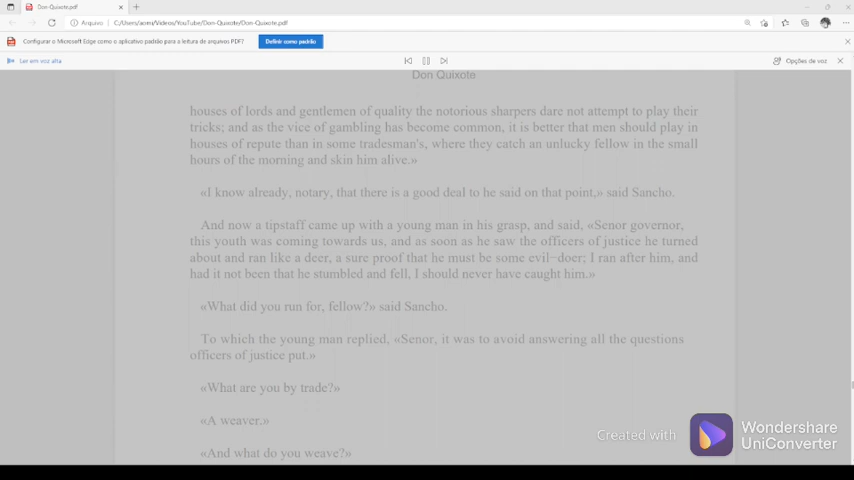 Don-Quixote.pdf
Arquivo
C:/Users/acms/Videos/YouTube/Don-Quixote/Don-Quixote.pdf
Configurar o Microsoft Edge como o aplicativo padrão para a leitura de arquivos PDF?
Definir como padrão
Ler em voz alta
Opções de voz
Don Quixote
houses of lords and gentlemen of quality the notorious sharpers dare not attempt to play their
tricks; and as the vice of gambling has become common, it is better that men should play in
houses of repute than in some tradesman's, where they catch an unlucky fellow in the small
hours of the morning and skin him alive.»
«I know already, notary, that there is a good deal to he said on that point,» said Sancho.
And now a tipstaff came up with a young man in his grasp, and said, «Senor governor,
this youth was coming towards us, and as soon as he saw the officers of justice he turned
about and ran like a deer, a sure proof that he must be some evil−doer; I ran after him, and
had it not been that he stumbled and fell, I should never have caught him.»
«What did you run for, fellow?» said Sancho.
To which the young man replied, «Senor, it was to avoid answering all the questions
officers of justice put.»
«What are you by trade?»
«A weaver.»
«And what do you weave?»
Created with
Wondershare
UniConverter